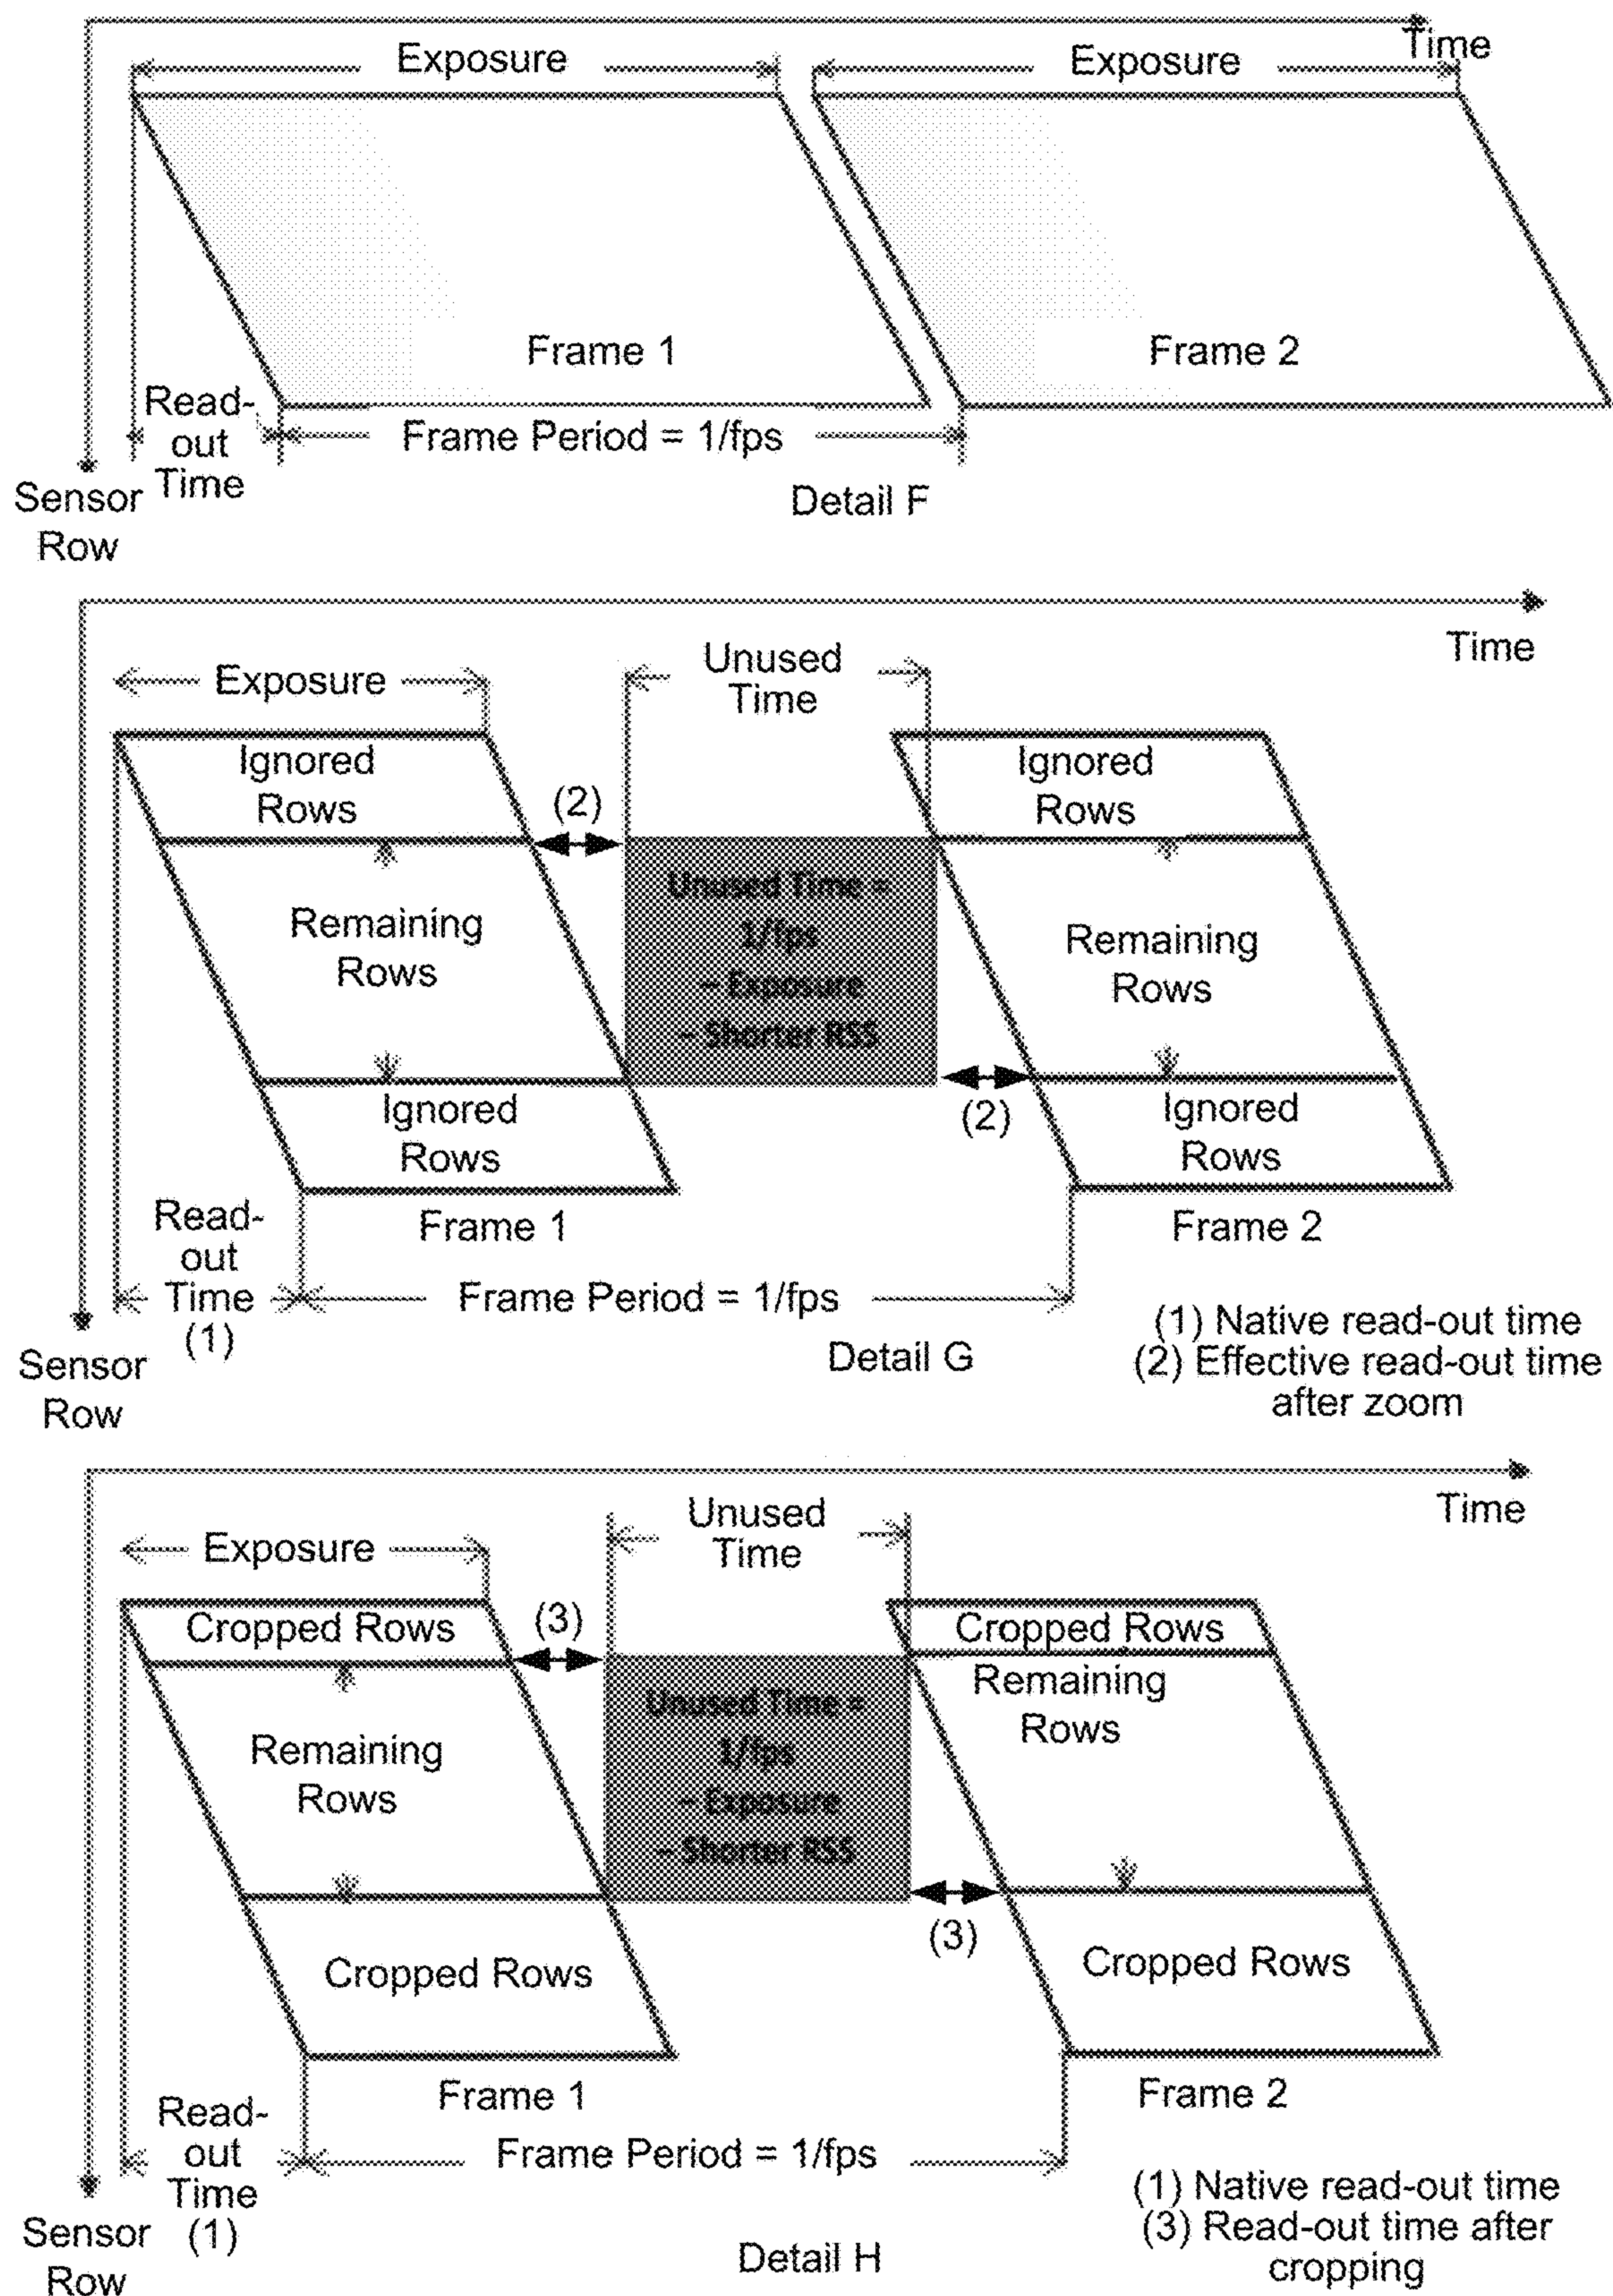 Time
Exposure
Exposure
Frame 1
Frame 2
Read-
out
Time
Frame Period = 1/fps
Sensor
Row
Detail F
Time
Unused
Time
Exposure
Ignored
Rows
Ignored
Rows
(2)
Unused Time =
1/fps
– Exposure
– Shorter RSS
Remaining
Rows
Remaining
Rows
(2)
Ignored
Rows
Ignored
Rows
Read-
out
Time
(1)
Frame 1
Frame 2
Frame Period = 1/fps
Sensor
Row
Detail G
(1) Native read-out time
(2) Effective read-out time
after zoom
Time
Unused
Time
Exposure
Cropped Rows
(3)
Cropped Rows
Remaining
Rows
Unused Time =
1/fps
– Exposure
– Shorter RSS
Remaining
Rows
(3)
Cropped Rows
Cropped Rows
Frame 1
Frame 2
Read-
out
Time
(1)
Frame Period = 1/fps
Sensor
Row
Detail H
(1) Native read-out time
(3) Read-out time after
cropping